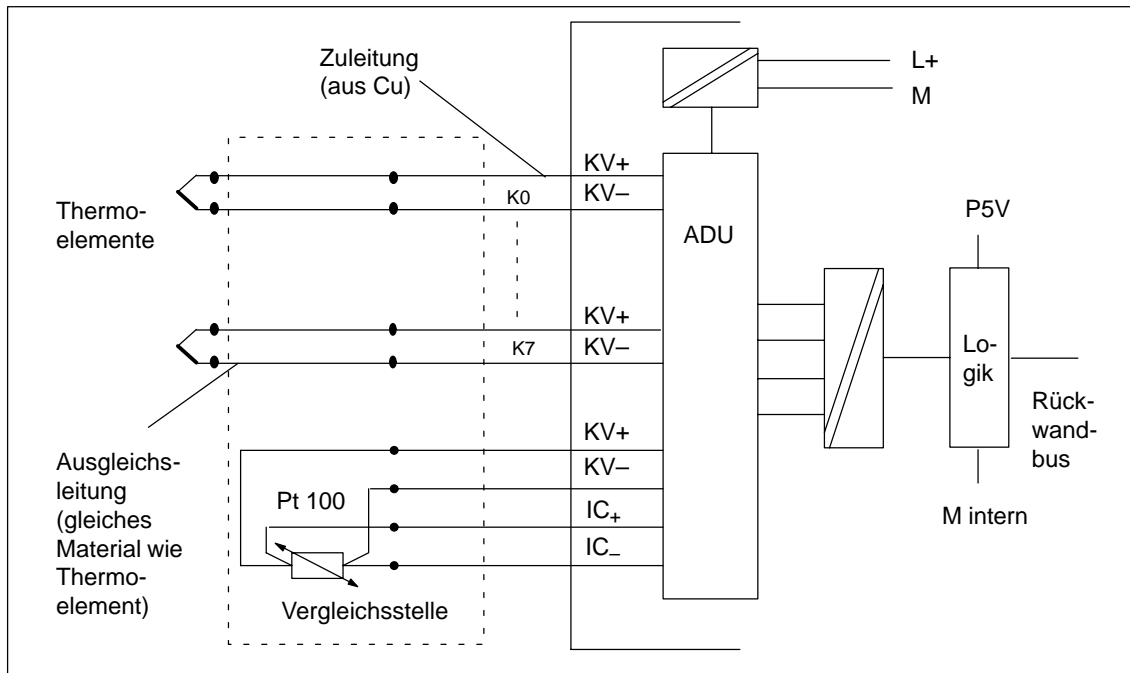 Zuleitung
(aus Cu)
L+
M
KV+
KV–
K0
Thermo-
elemente
ADU
P5V
KV+
KV–
K7
Lo-
gik
Rück-
wand-
bus
Ausgleichs-
leitung
(gleiches
Material wie
Thermo-
element)
KV+
KV–
Pt 100
IC+
IC–
M intern
Vergleichsstelle